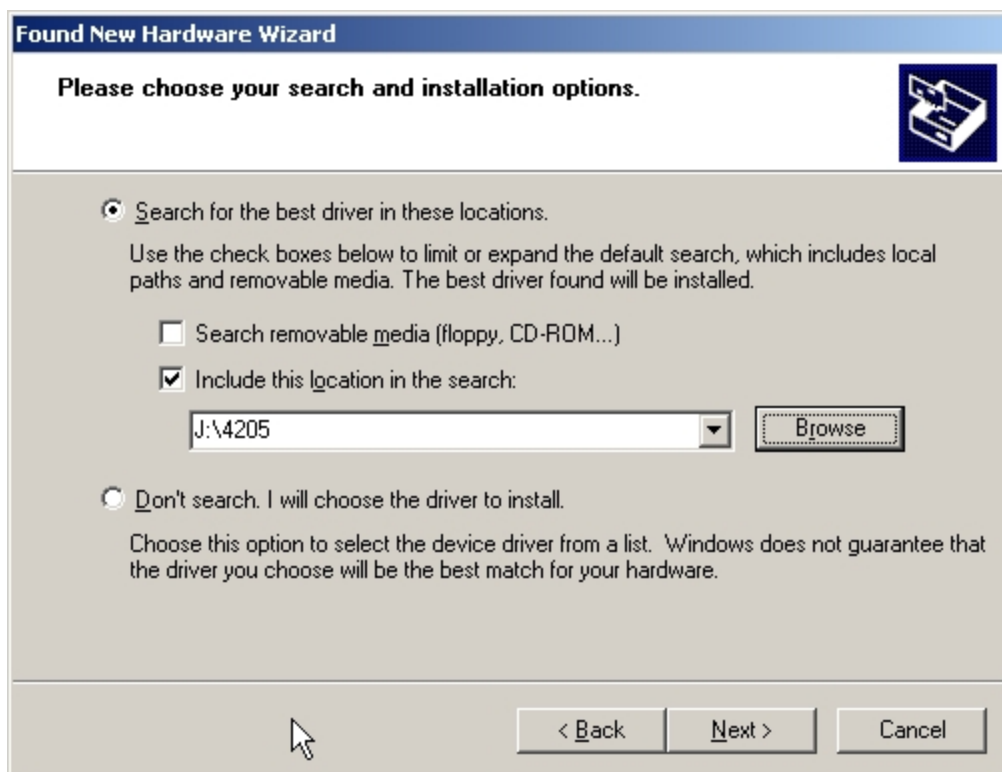 Found New Hardware Wizard
Please choose your search and installation options.
Search for the best driver in these locations.
Use the check boxes below to limit or expand the default search, which includes local
paths and removable media. The best driver found will be installed.
Search removable media (floppy, CD-ROM...)
Include this location in the search:
J:\4205
Browse
Don't search. I will choose the driver to install.
Choose this option to select the device driver from a list.  Windows does not guarantee that
the driver you choose will be the best match for your hardware.
< Back
Next >
Cancel